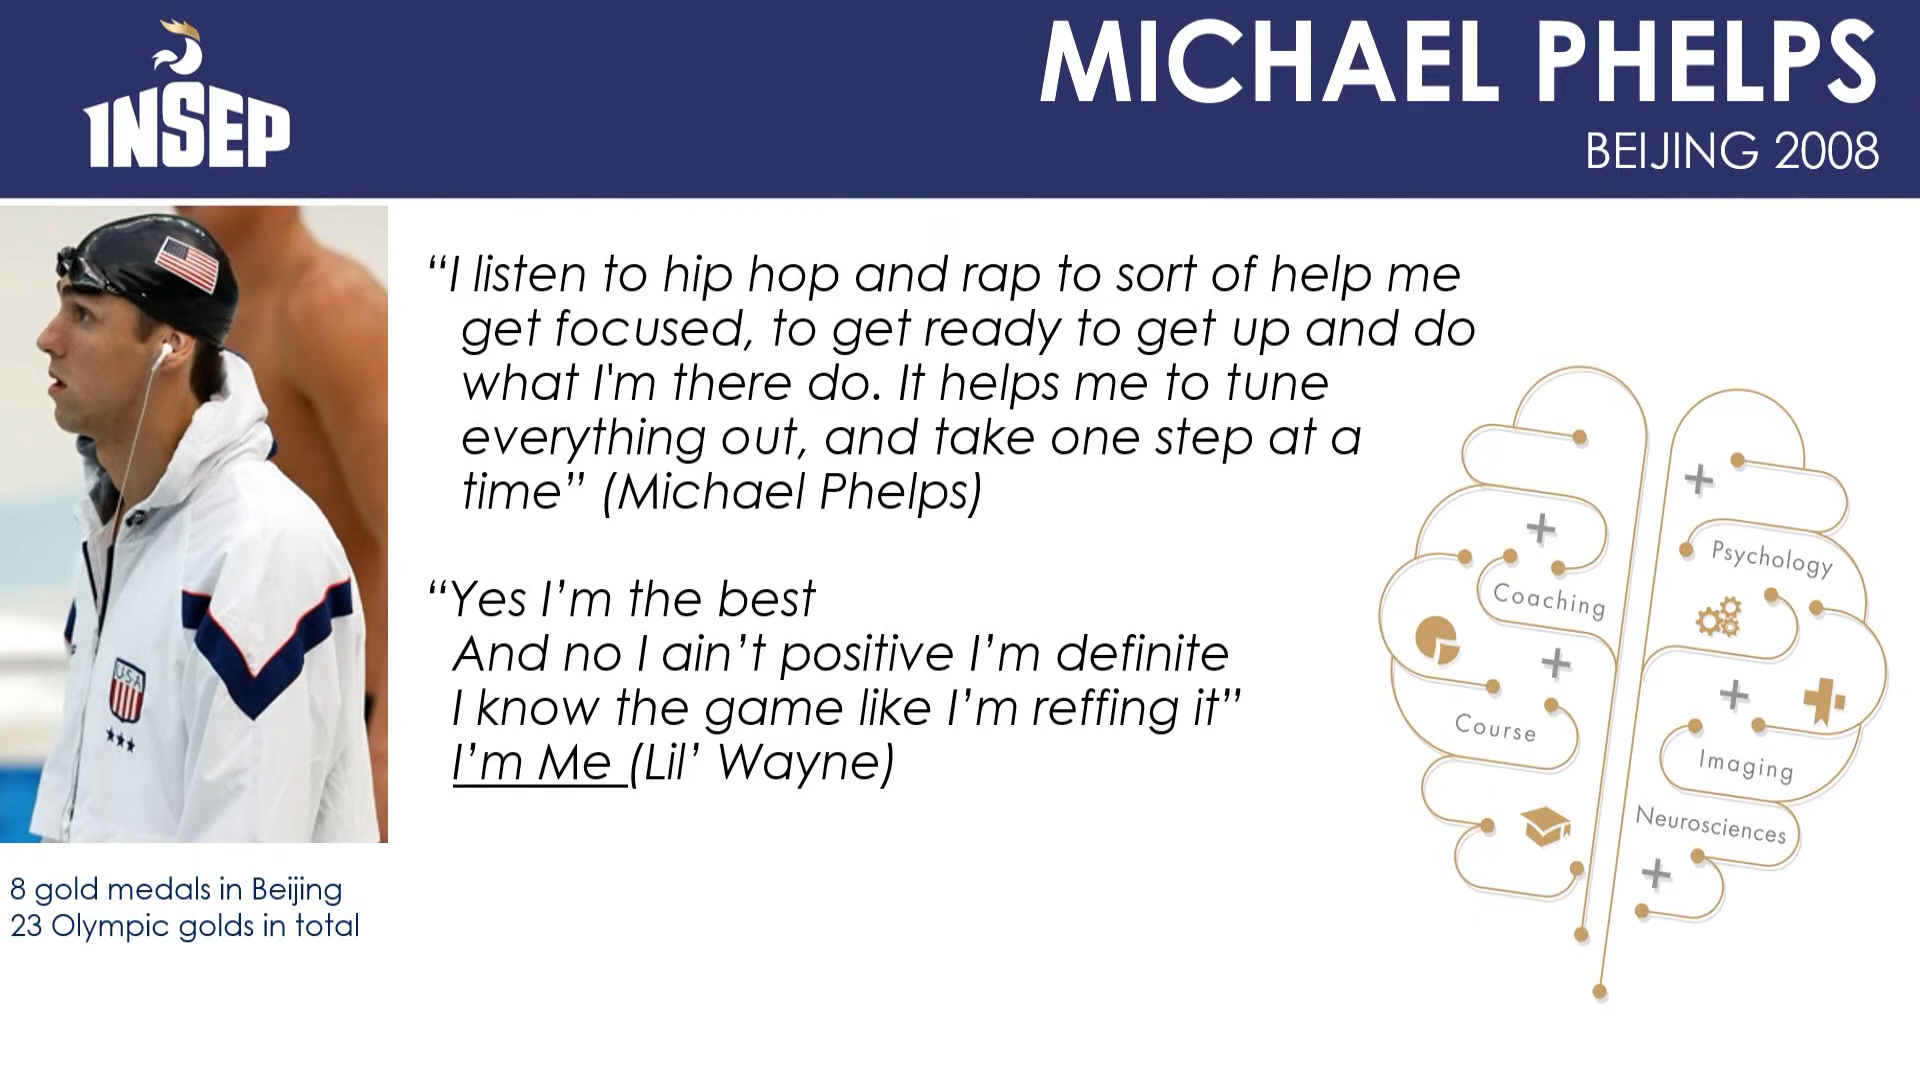 INSEP
MICHAEL PHELPS
BEIJING 2008
“I listen to hip hop and rap to sort of help me
get focused, to get ready to get up and do
what I'm there do. It helps me to tune
everything out, and take one step at a
time” (Michael Phelps)
“Yes I’m the best
And no I ain’t positive I’m definite
I know the game like I’m reffing it”
I’m Me (Lil’ Wayne)
USA
8 gold medals in Beijing
23 Olympic golds in total
Psychology
Coaching
Course
Imaging
Neurosciences